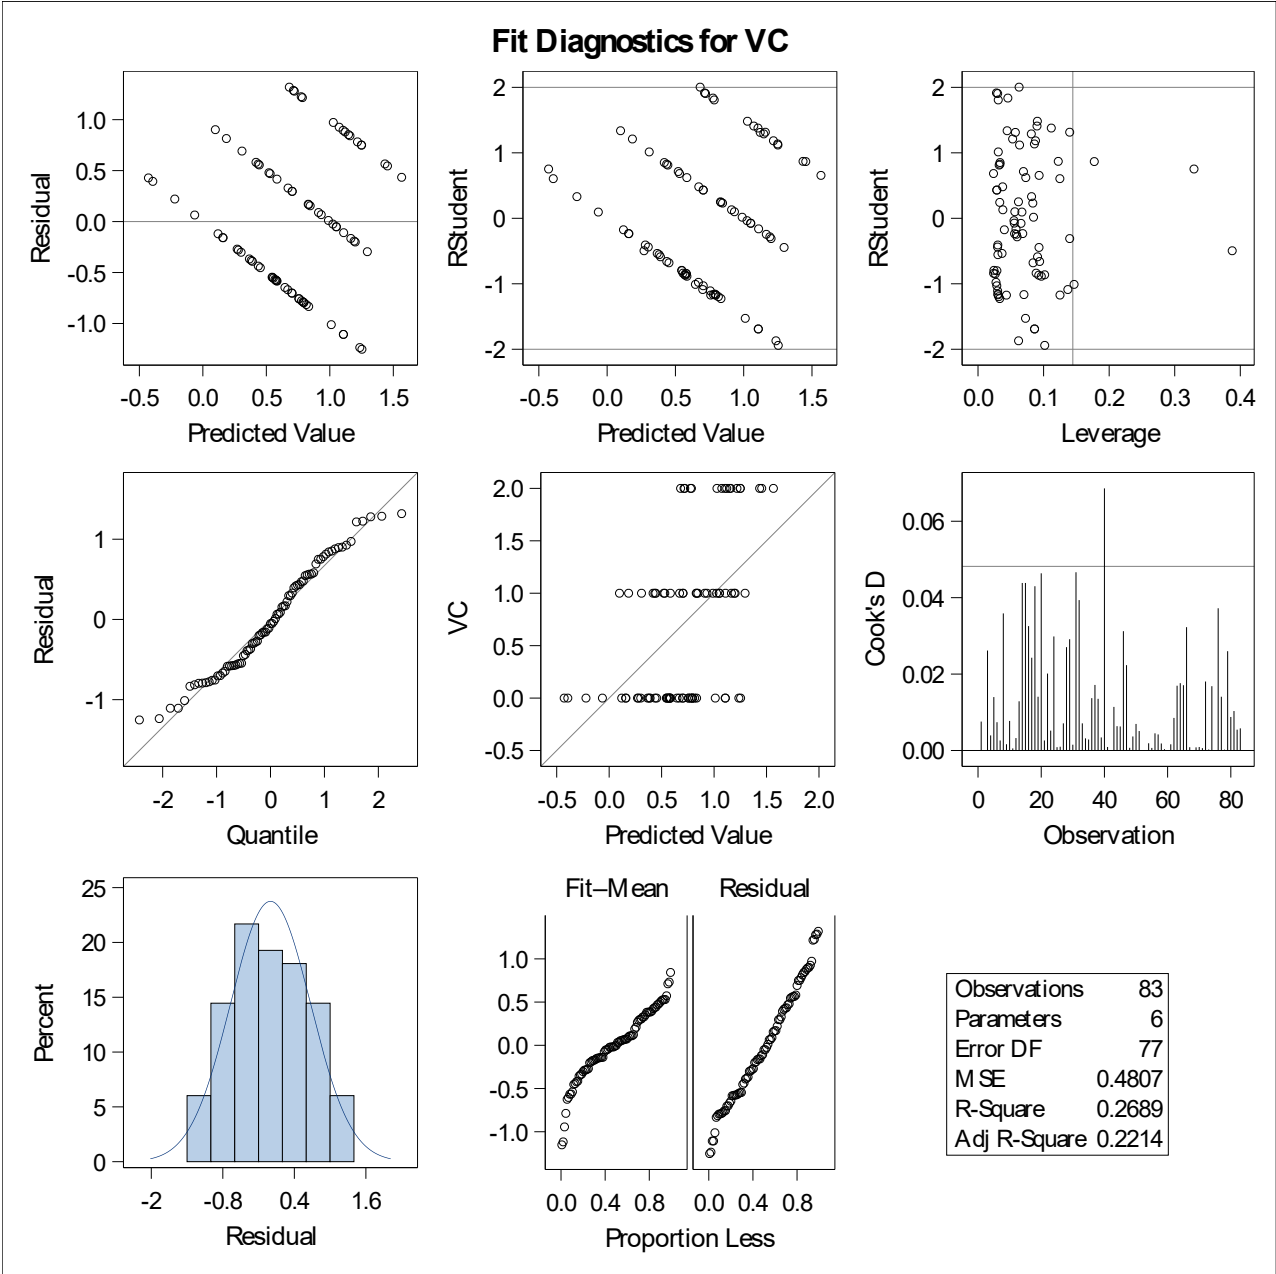 Fit Diagnostics for VC
Residual
1.0
0.5
0.0
-0.5
-1.0
-0.5 0.0 0.5 1.0 1.5
Predicted Value
RStudent
2
1
0
-1
-2
-0.5 0.0 0.5 1.0 1.5
Predicted Value
RStudent
2
1
0
-1
-2
0.0 0.1 0.2 0.3 0.4
Leverage
Residual
1
0
-1
-2 -1 0 1 2
Quantile
VC
2.0
1.5
1.0
0.5
0.0
-0.5
-0.5 0.0 0.5 1.0 1.5 2.0
Predicted Value
Cook's D
0.06
0.04
0.02
0.00
0 20 40 60 80
Observation
Percent
25
20
15
10
5
0
-2 -0.8 0.4 1.6
Residual
Fit–Mean Residual
1.0
0.5
0.0
-0.5
-1.0
0.0 0.4 0.8 0.0 0.4 0.8
Proportion Less
Observations 83
Parameters 6
Error DF 77
MSE 0.4807
R-Square 0.2689
Adj R-Square 0.2214